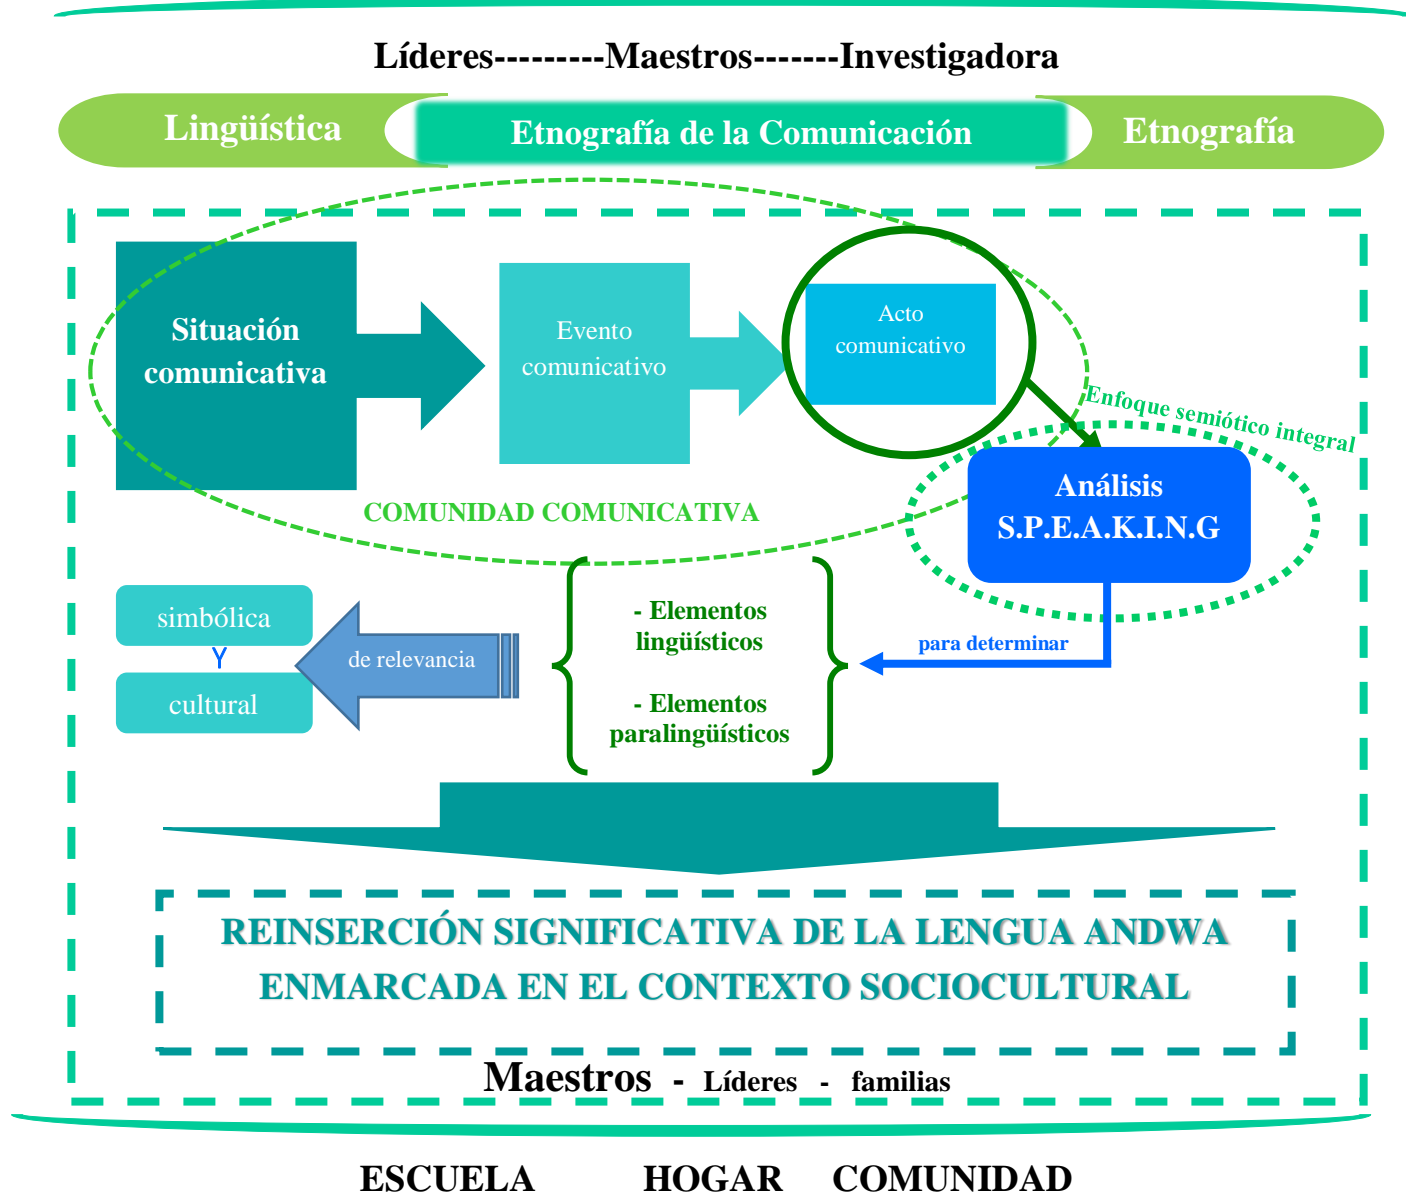 Líderes---------Maestros-------Investigadora
Lingüística
Etnografía de la Comunicación
Etnografía
Situación
comunicativa
Evento
comunicativo
Acto
comunicativo
Enfoque semiótico integral
Análisis
S.P.E.A.K.I.N.G
COMUNIDAD COMUNICATIVA
simbólica
Y
cultural
de relevancia
- Elementos
lingüísticos
- Elementos
paralingüísticos
para determinar
REINSERCIÓN SIGNIFICATIVA DE LA LENGUA ANDWA
ENMARCADA EN EL CONTEXTO SOCIOCULTURAL
Maestros - Líderes - familias
ESCUELA HOGAR COMUNIDAD